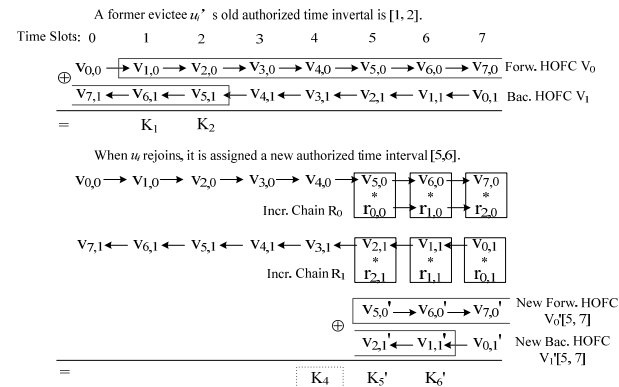 A former evictee uᵢ’ s old authorized time invertal is [1, 2].
Time Slots: 0 1 2 3 4 5 6 7
⊕ V0,0 → V1,0 → V2,0 → V3,0 → V4,0 → V5,0 → V6,0 → V7,0 Forw. HOFC V0
V7,1 ← V6,1 ← V5,1 ← V4,1 ← V3,1 ← V2,1 ← V1,1 ← V0,1 Bac. HOFC V1
= K1 K2
When uᵢ rejoins, it is assigned a new authorized time interval [5,6].
V0,0 → V1,0 → V2,0 → V3,0 → V4,0 → V5,0 → V6,0 → V7,0
* * *
Incr. Chain R0 r0,0 → r1,0 → r2,0
V7,1 ← V6,1 ← V5,1 ← V4,1 ← V3,1 ← V2,1 ← V1,1 ← V0,1
* * *
Incr. Chain R1 r2,1 r1,1 r0,1
⊕ V5,0' → V6,0' → V7,0' New Forw. HOFC
V0'[5, 7]
V2,1' ← V1,1' ← V0,1' New Bac. HOFC
V1'[5, 7]
= K4 K5' K6'